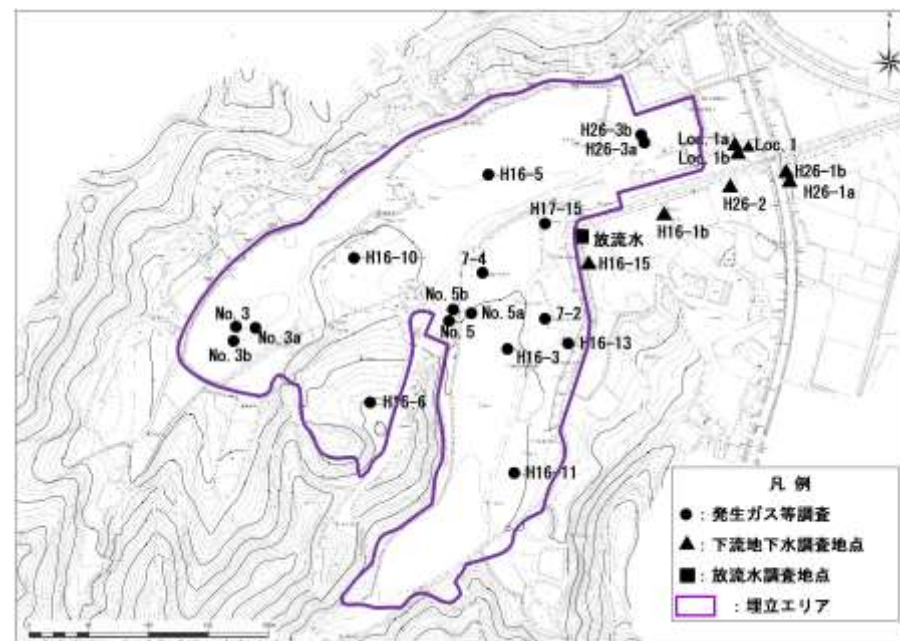 H26-3b
H26-3a
Loc. 1a
Loc. 1
Loc. 1b
H26-1b
H26-1a
H26-2
H16-5
H17-15
H16-1b
放流水
H16-15
H16-10
7-4
No. 5b
No. 5a
No. 5
7-2
No. 3
No. 3a
No. 3b
H16-3
H16-13
H16-6
H16-11
凡 例
● : 発生ガス等調査
▲ : 下流地下水調査地点
■ : 放流水調査地点
: 埋立エリア